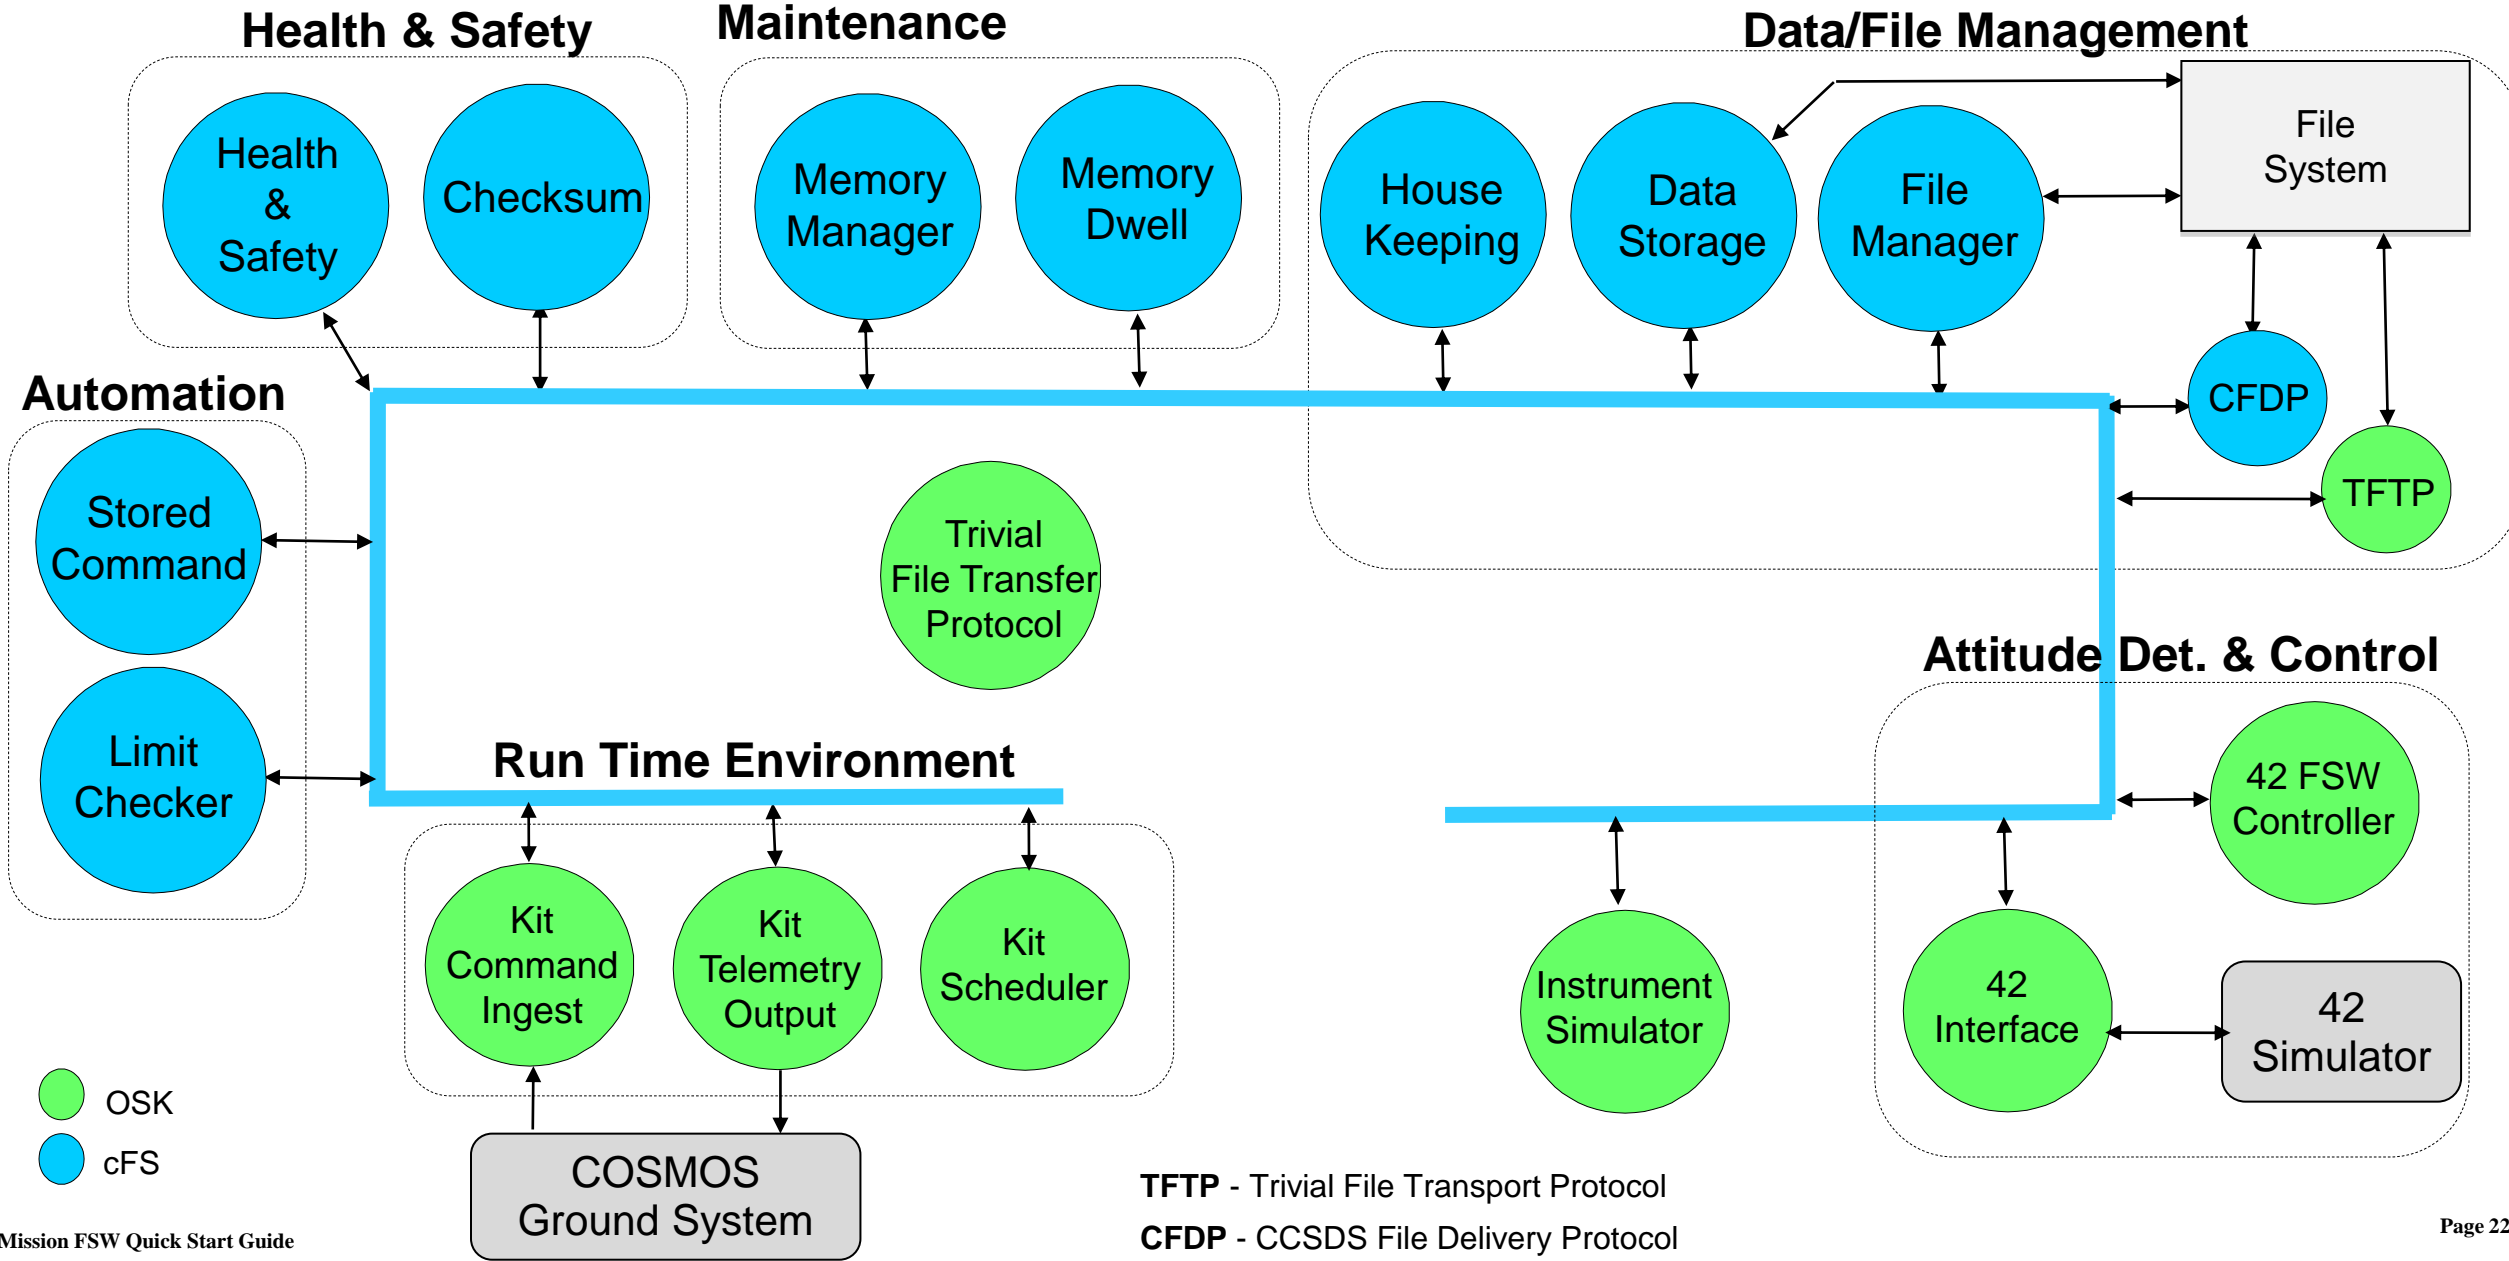 Health & Safety
Maintenance
Data/File Management
Health
&
Safety
Checksum
Memory
Manager
Memory
Dwell
House
Keeping
Data
Storage
File
Manager
File
System
CFDP
TFTP
Automation
Stored
Command
Limit
Checker
Trivial
File Transfer
Protocol
Attitude Det. & Control
42 FSW
Controller
42
Interface
42
Simulator
Instrument
Simulator
Run Time Environment
Kit
Command
Ingest
Kit
Telemetry
Output
Kit
Scheduler
COSMOS
Ground System
OSK
cFS
TFTP - Trivial File Transport Protocol
CFDP - CCSDS File Delivery Protocol
Mission FSW Quick Start Guide
Page 22